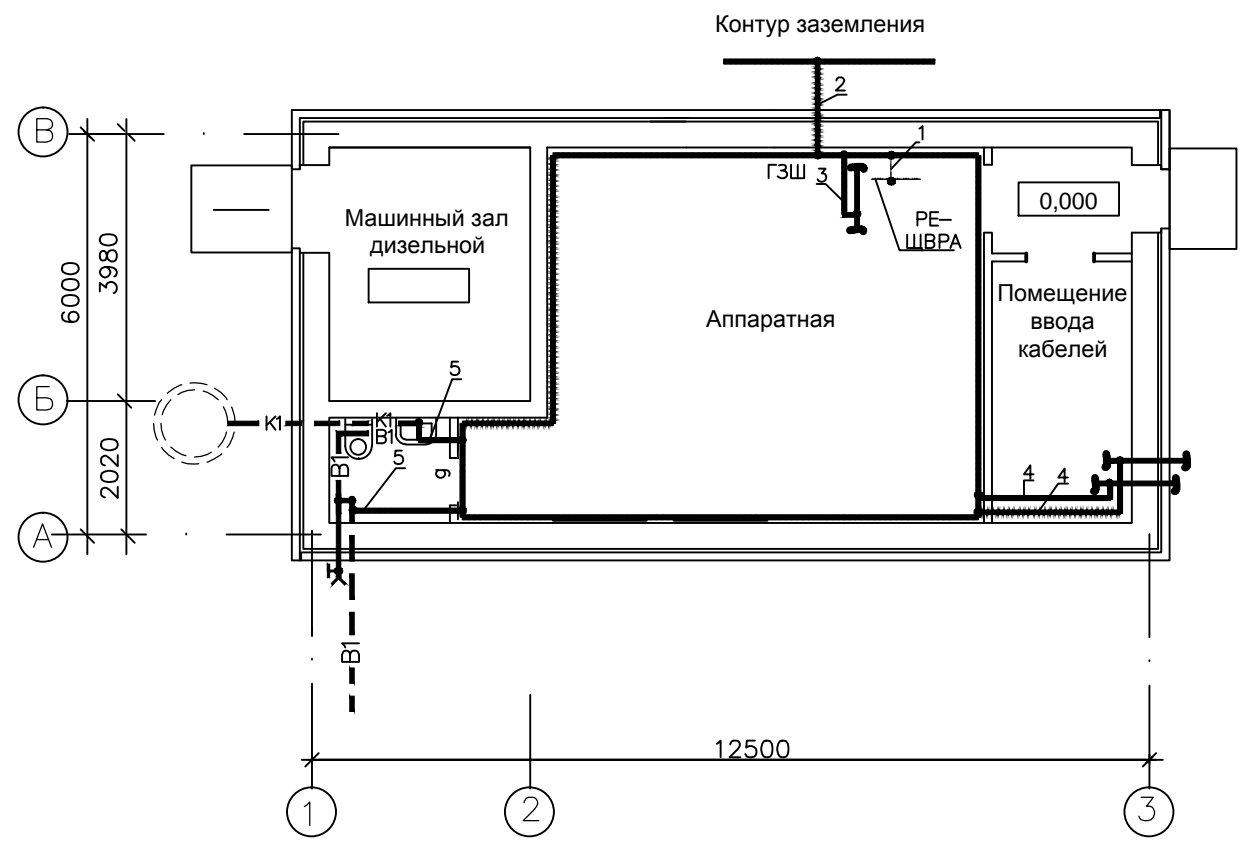 Контур заземления
2
В
1
ГЗШ
3
РЕ–
ЩВРА
0,000
Машинный зал
дизельной
Аппаратная
Помещение
ввода
кабелей
6000
3980
Б
К1
К1
В1
5
В1
5
g
2020
4
4
А
В1
12500
1
2
3